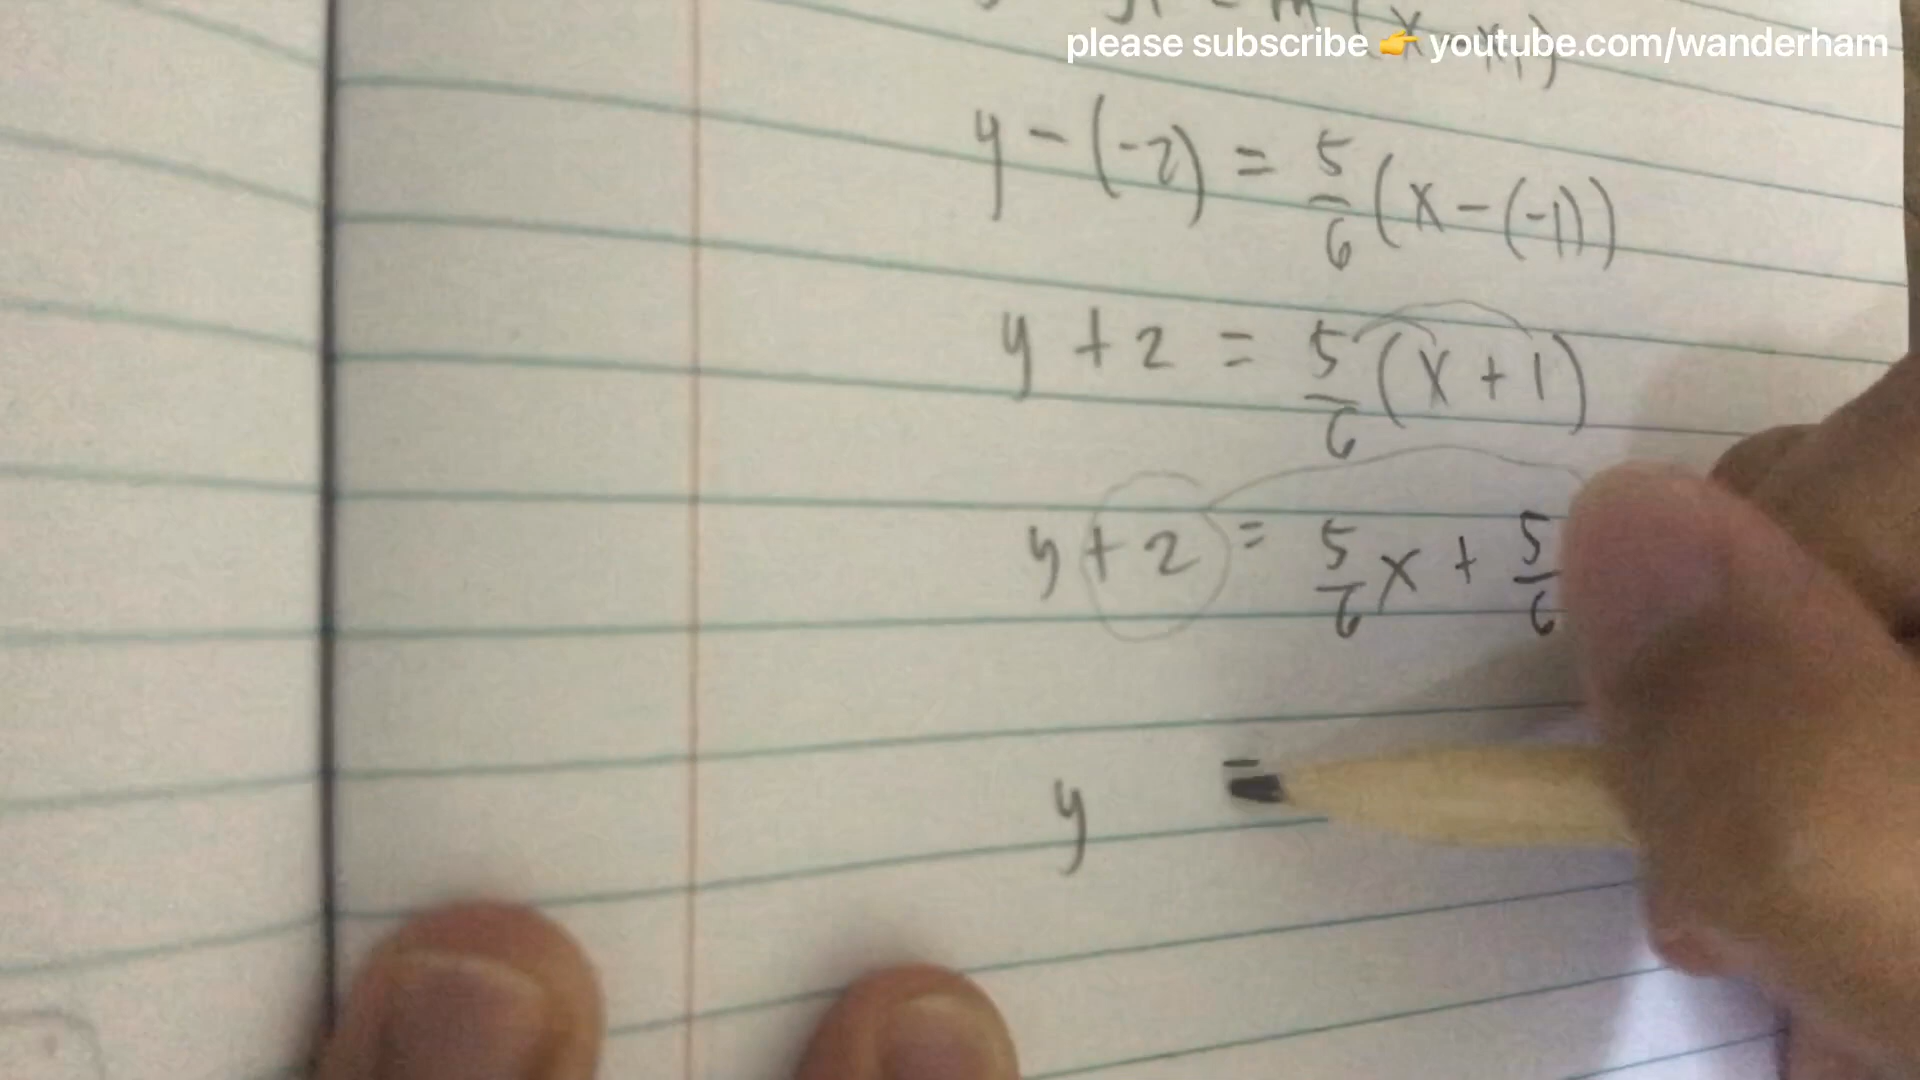 please subscribe 👉 youtube.com/wanderham
y - (-2) = 5/6 (x - (-1))
y + 2 = 5/6 (x + 1)
y + 2 = 5/6 x + 5/6
y =